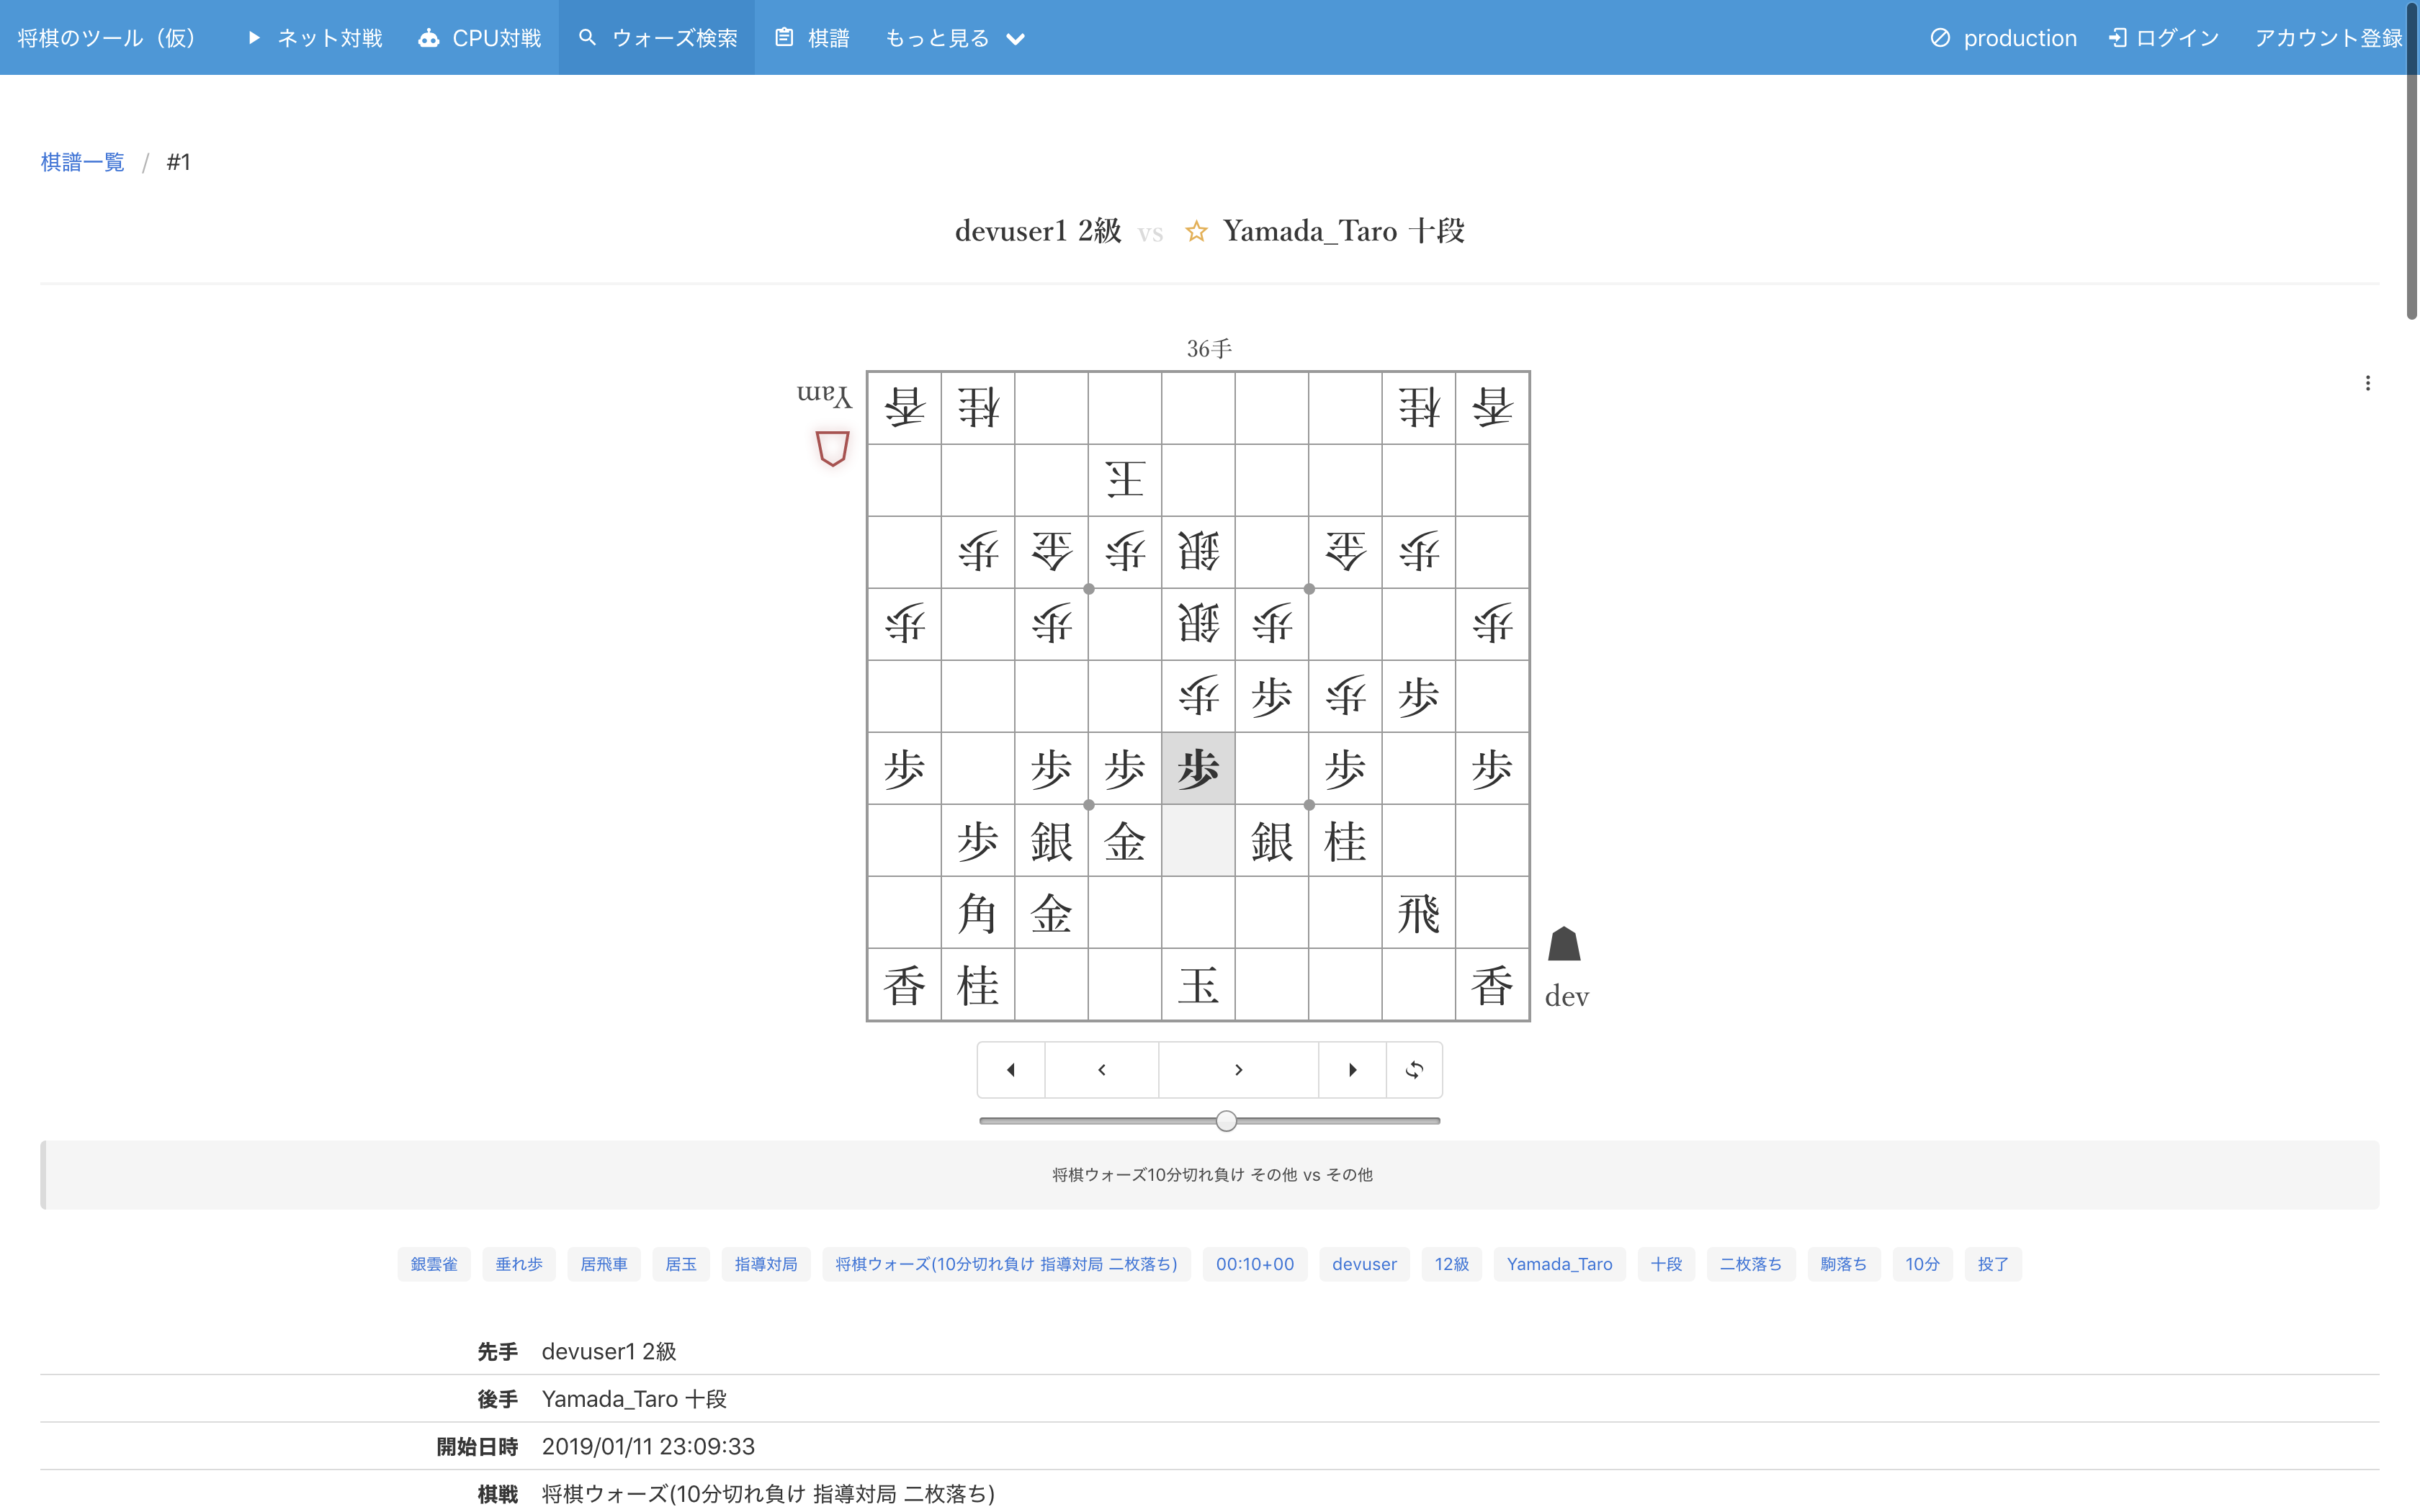 将棋のツール（仮） ネット対戦 CPU対戦 ウォーズ検索 棋譜 もっと見る production ログイン アカウント登録
棋譜一覧 / #1
devuser1 2級 vs ☆ Yamada_Taro 十段
36手
Yam
香 桂 桂 香
王
歩 金 歩 銀 金 歩
歩 歩 銀 歩 歩
歩 歩 歩 歩
歩 歩 歩 歩 歩 歩
歩 銀 金 銀 桂
角 金 飛
香 桂 玉 香
dev
将棋ウォーズ10分切れ負け その他 vs その他
銀雲雀 垂れ歩 居飛車 居玉 指導対局 将棋ウォーズ(10分切れ負け 指導対局 二枚落ち) 00:10+00 devuser 12級 Yamada_Taro 十段 二枚落ち 駒落ち 10分 投了
先手 devuser1 2級
後手 Yamada_Taro 十段
開始日時 2019/01/11 23:09:33
棋戦 将棋ウォーズ(10分切れ負け 指導対局 二枚落ち)